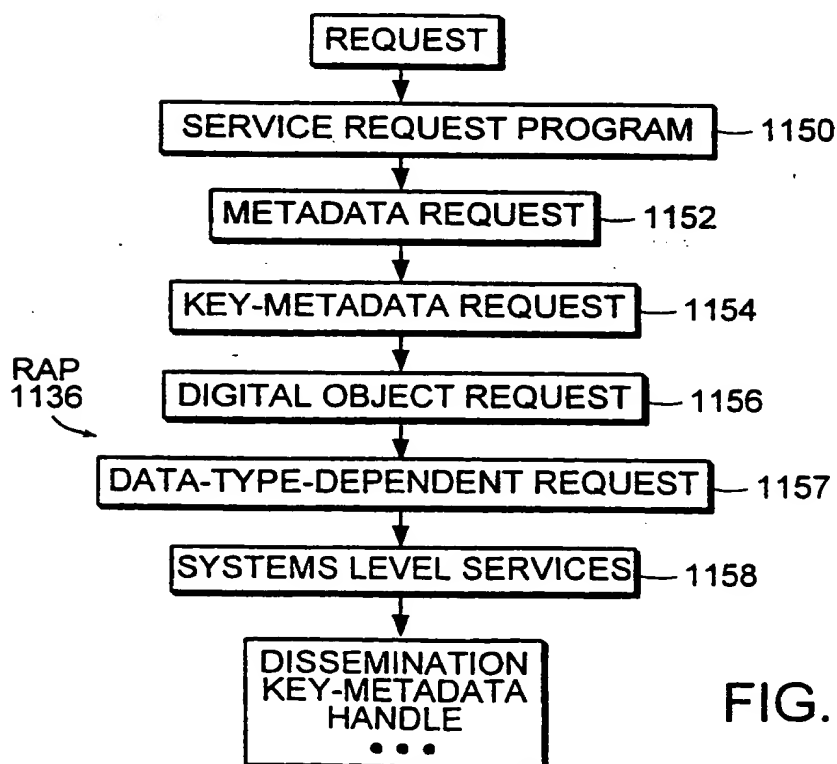 REQUEST
SERVICE REQUEST PROGRAM 1150
METADATA REQUEST 1152
KEY-METADATA REQUEST 1154
RAP
1136
DIGITAL OBJECT REQUEST 1156
DATA-TYPE-DEPENDENT REQUEST 1157
SYSTEMS LEVEL SERVICES 1158
DISSEMINATION
KEY-METADATA
HANDLE
• • •
FIG.